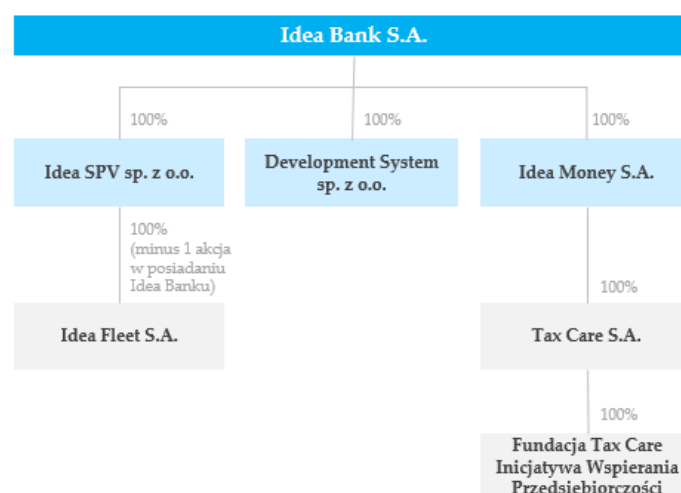 Idea Bank S.A.
100%
100%
100%
Idea SPV sp. z o.o.
Development System
sp. z o.o.
Idea Money S.A.
100%
(minus 1 akcja
w posiadaniu
Idea Banku)
100%
Idea Fleet S.A.
Tax Care S.A.
100%
Fundacja Tax Care
Inicjatywa Wspierania
Przedsiębiorczości